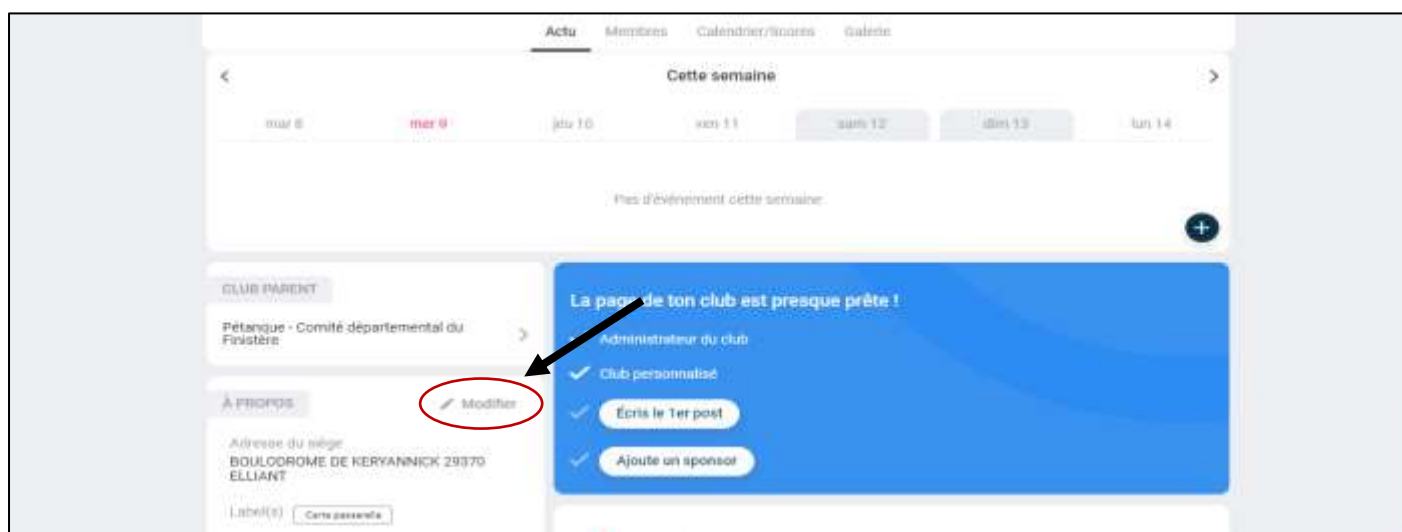 Actu Membres Calendrier/Scores Galerie
Cette semaine
mar 8 mer 9 jeu 10 ven 11 sam 12 dim 13 lun 14
Pas d'événement cette semaine
CLUB PARENT
Pétanque - Comité départemental du
Finistère
À PROPOS
Modifier
Adresse du siège
BOULODROME DE KERYANNICK 29370
ELLIANT
Label(s) Carte passerelle
La page de ton club est presque prête !
Administrateur du club
Club personnalisé
Écris le 1er post
Ajoute un sponsor